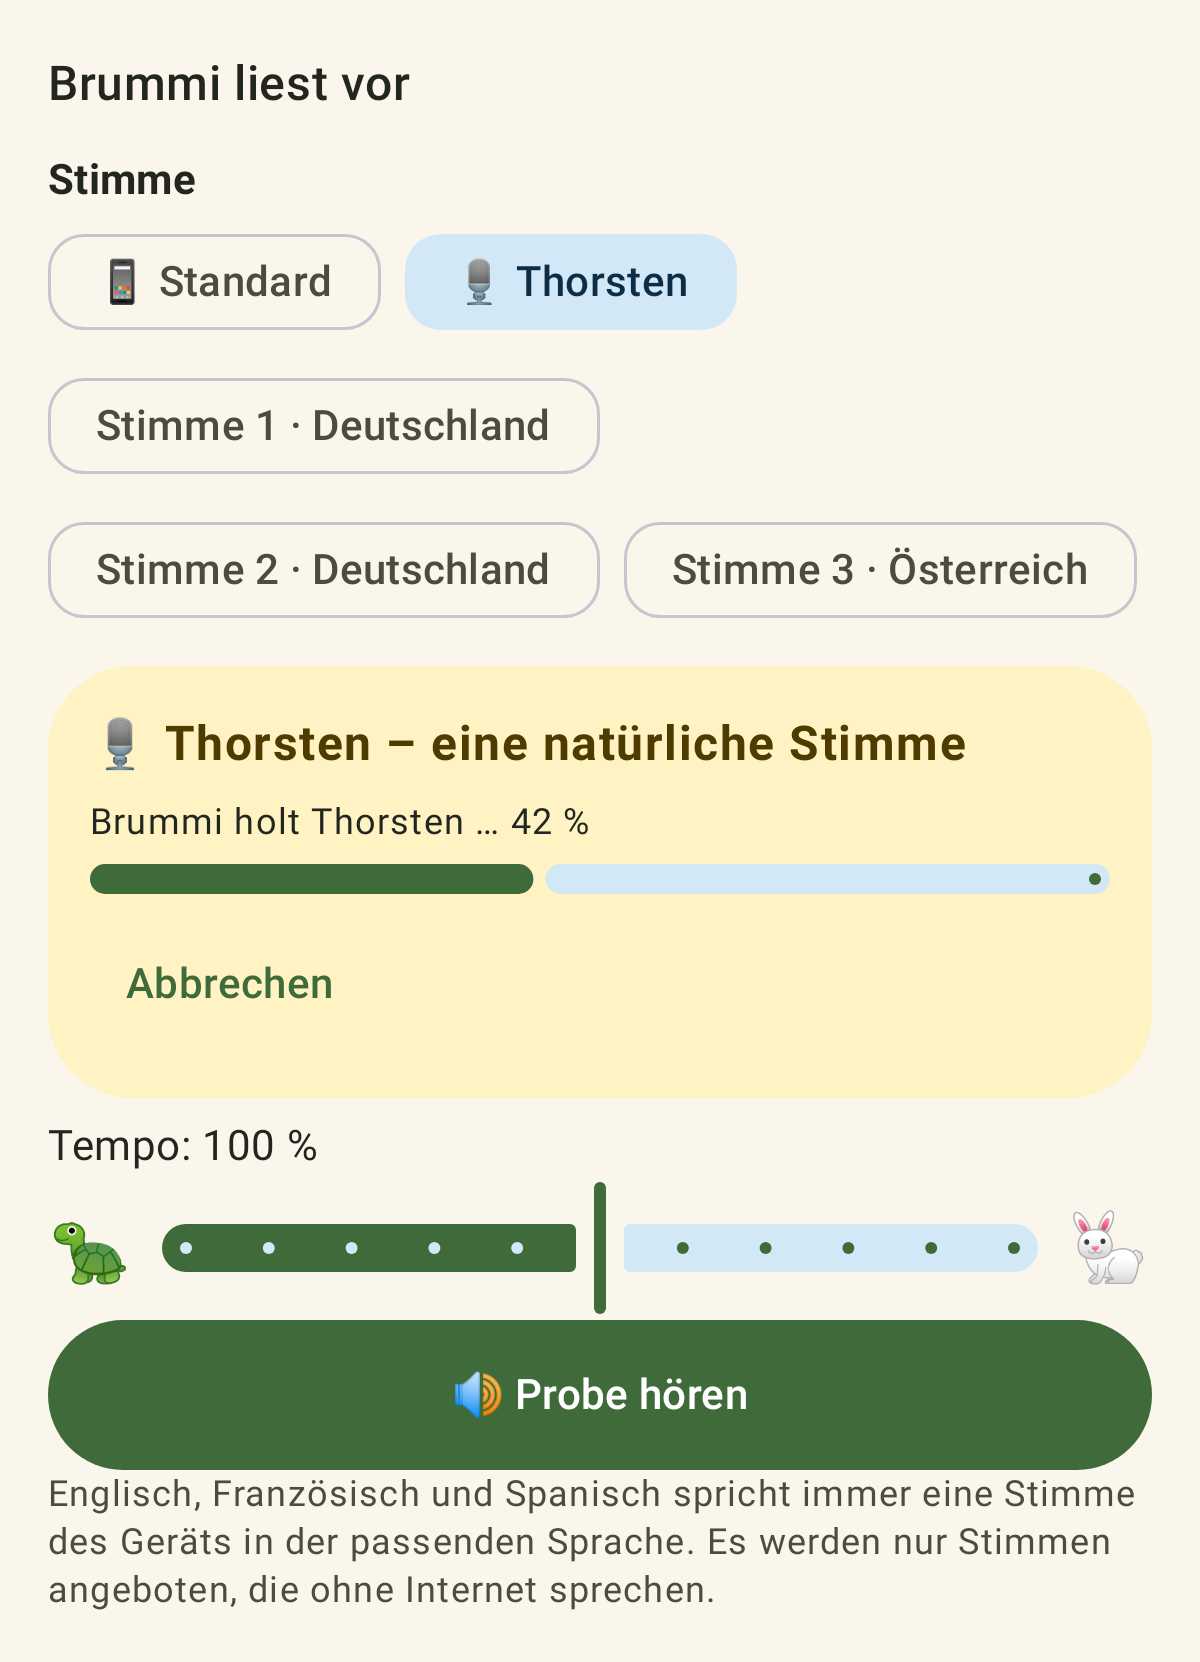 Brummi liest vor
Stimme
Standard
Thorsten
Stimme 1 · Deutschland
Stimme 2 · Deutschland
Stimme 3 · Österreich
Thorsten – eine natürliche Stimme
Brummi holt Thorsten … 42 %
Abbrechen
Tempo: 100 %
Probe hören
Englisch, Französisch und Spanisch spricht immer eine Stimme
des Geräts in der passenden Sprache. Es werden nur Stimmen
angeboten, die ohne Internet sprechen.